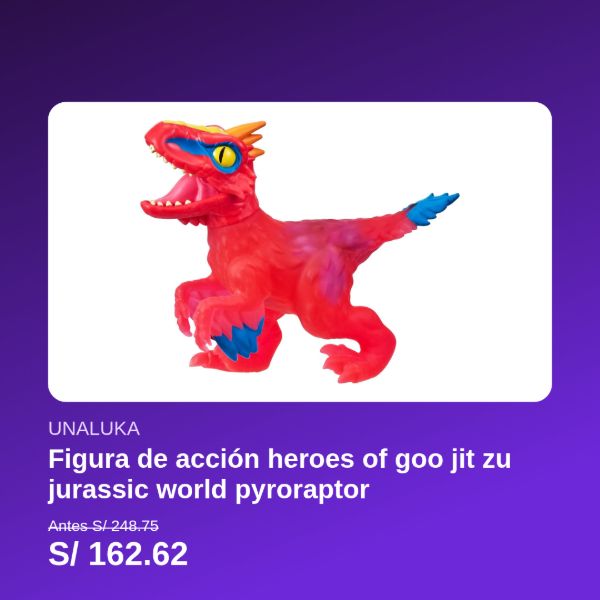 UNALUKA
Figura de acción heroes of goo jit zu
jurassic world pyroraptor
Antes S/ 248.75
S/ 162.62